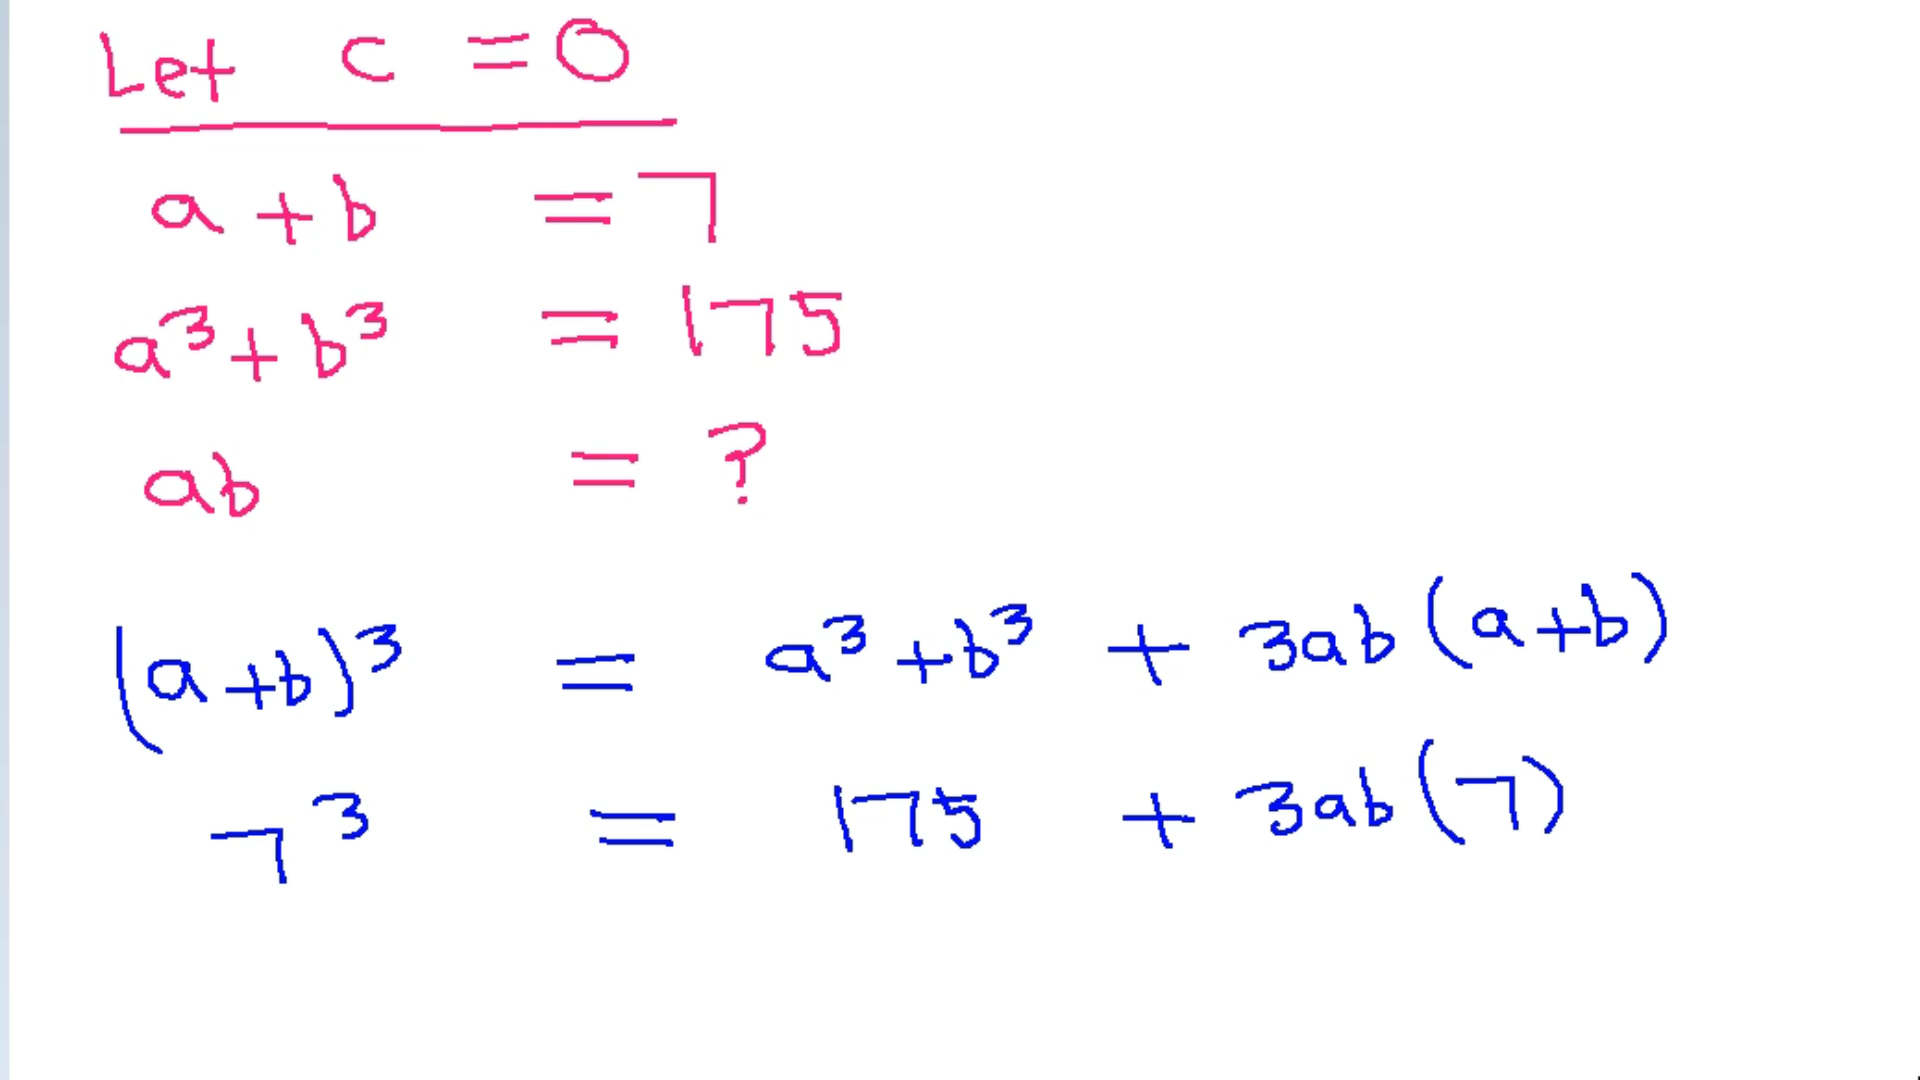 Let c = 0
a + b = 7
a³ + b³ = 175
ab = ?
(a+b)³ = a³ + b³ + 3ab(a+b)
7³ = 175 + 3ab(7)